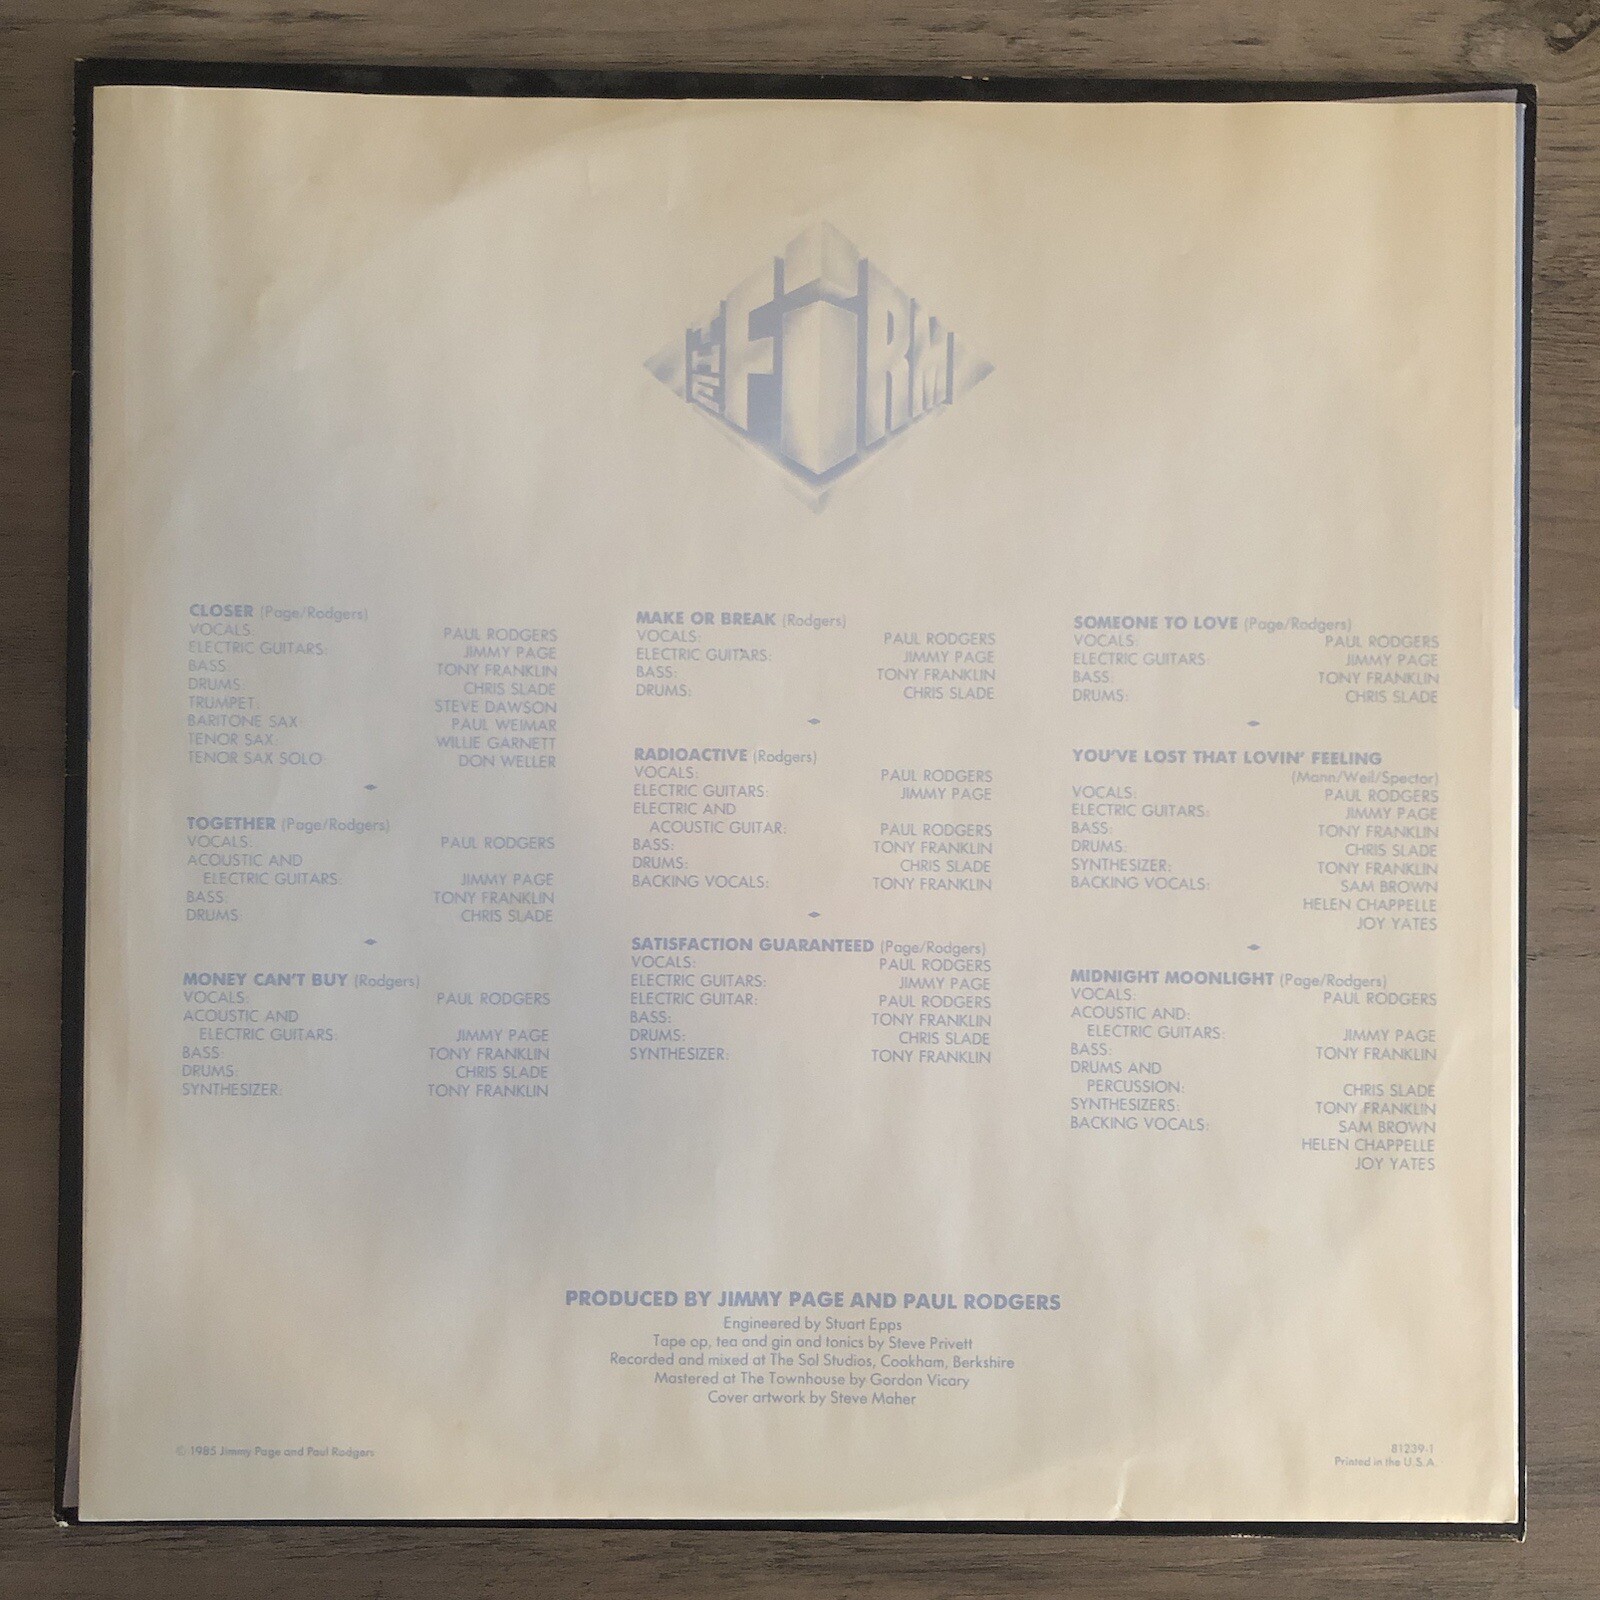 THE FIRM
CLOSER (Page/Rodgers)
VOCALS: PAUL RODGERS
ELECTRIC GUITARS: JIMMY PAGE
BASS: TONY FRANKLIN
DRUMS: CHRIS SLADE
TRUMPET: STEVE DAWSON
BARITONE SAX: PAUL WEIMAR
TENOR SAX: WILLIE GARNETT
TENOR SAX SOLO: DON WELLER
TOGETHER (Page/Rodgers)
VOCALS: PAUL RODGERS
ACOUSTIC AND
ELECTRIC GUITARS: JIMMY PAGE
BASS: TONY FRANKLIN
DRUMS: CHRIS SLADE
MONEY CAN'T BUY (Rodgers)
VOCALS: PAUL RODGERS
ACOUSTIC AND
ELECTRIC GUITARS: JIMMY PAGE
BASS: TONY FRANKLIN
DRUMS: CHRIS SLADE
SYNTHESIZER: TONY FRANKLIN
MAKE OR BREAK (Rodgers)
VOCALS: PAUL RODGERS
ELECTRIC GUITARS: JIMMY PAGE
BASS: TONY FRANKLIN
DRUMS: CHRIS SLADE
RADIOACTIVE (Rodgers)
VOCALS: PAUL RODGERS
ELECTRIC GUITARS: JIMMY PAGE
ELECTRIC AND
ACOUSTIC GUITAR: PAUL RODGERS
BASS: TONY FRANKLIN
DRUMS: CHRIS SLADE
BACKING VOCALS: TONY FRANKLIN
SATISFACTION GUARANTEED (Page/Rodgers)
VOCALS: PAUL RODGERS
ELECTRIC GUITARS: JIMMY PAGE
ELECTRIC GUITAR: PAUL RODGERS
BASS: TONY FRANKLIN
DRUMS: CHRIS SLADE
SYNTHESIZER: TONY FRANKLIN
SOMEONE TO LOVE (Page/Rodgers)
VOCALS: PAUL RODGERS
ELECTRIC GUITARS: JIMMY PAGE
BASS: TONY FRANKLIN
DRUMS: CHRIS SLADE
YOU'VE LOST THAT LOVIN' FEELING
(Mann/Weil/Spector)
VOCALS: PAUL RODGERS
ELECTRIC GUITARS: JIMMY PAGE
BASS: TONY FRANKLIN
DRUMS: CHRIS SLADE
SYNTHESIZER: TONY FRANKLIN
BACKING VOCALS: SAM BROWN
HELEN CHAPPELLE
JOY YATES
MIDNIGHT MOONLIGHT (Page/Rodgers)
VOCALS: PAUL RODGERS
ACOUSTIC AND:
ELECTRIC GUITARS: JIMMY PAGE
BASS: TONY FRANKLIN
DRUMS AND
PERCUSSION: CHRIS SLADE
SYNTHESIZERS: TONY FRANKLIN
BACKING VOCALS: SAM BROWN
HELEN CHAPPELLE
JOY YATES
PRODUCED BY JIMMY PAGE AND PAUL RODGERS
Engineered by Stuart Epps
Tape op, tea and gin and tonics by Steve Privett
Recorded and mixed at The Sol Studios, Cookham, Berkshire
Mastered at The Townhouse by Gordon Vicary
Cover artwork by Steve Maher
© 1985 Jimmy Page and Paul Rodgers
81239-1
Printed in the U.S.A.